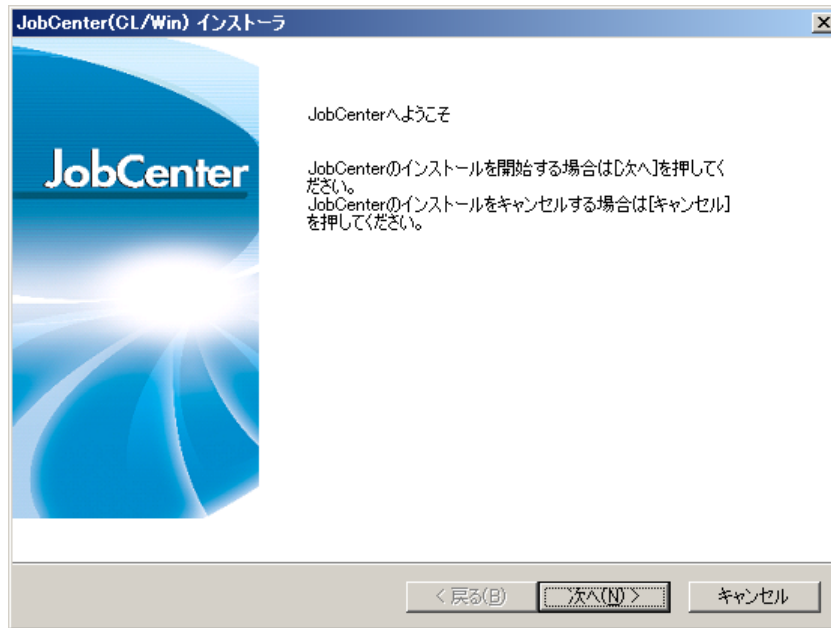 JobCenter(CL/Win) インストーラ
JobCenter
JobCenterへようこそ
JobCenterのインストールを開始する場合は[次へ]を押してく
ださい。
JobCenterのインストールをキャンセルする場合は[キャンセル]
を押してください。
< 戻る(B)
次へ(N) >
キャンセル